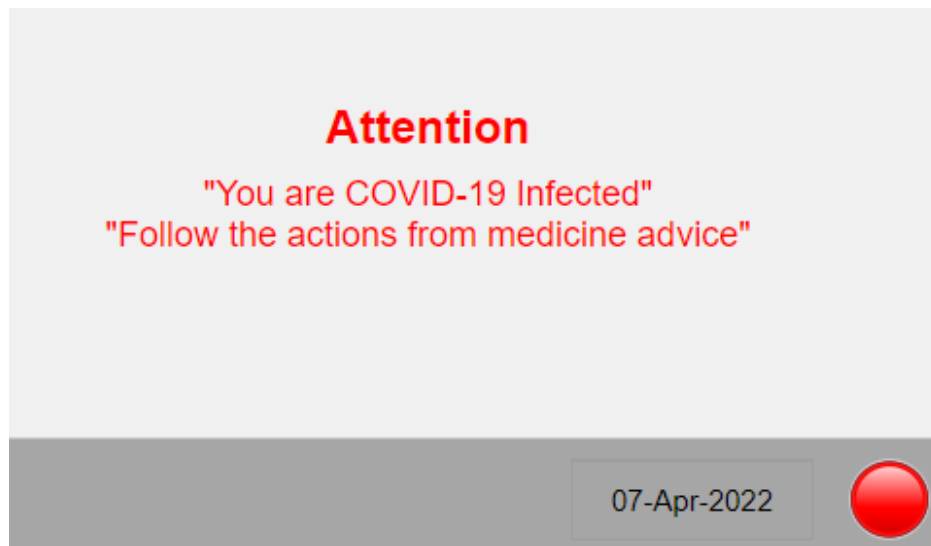 Attention
"You are COVID-19 Infected"
"Follow the actions from medicine advice"
07-Apr-2022